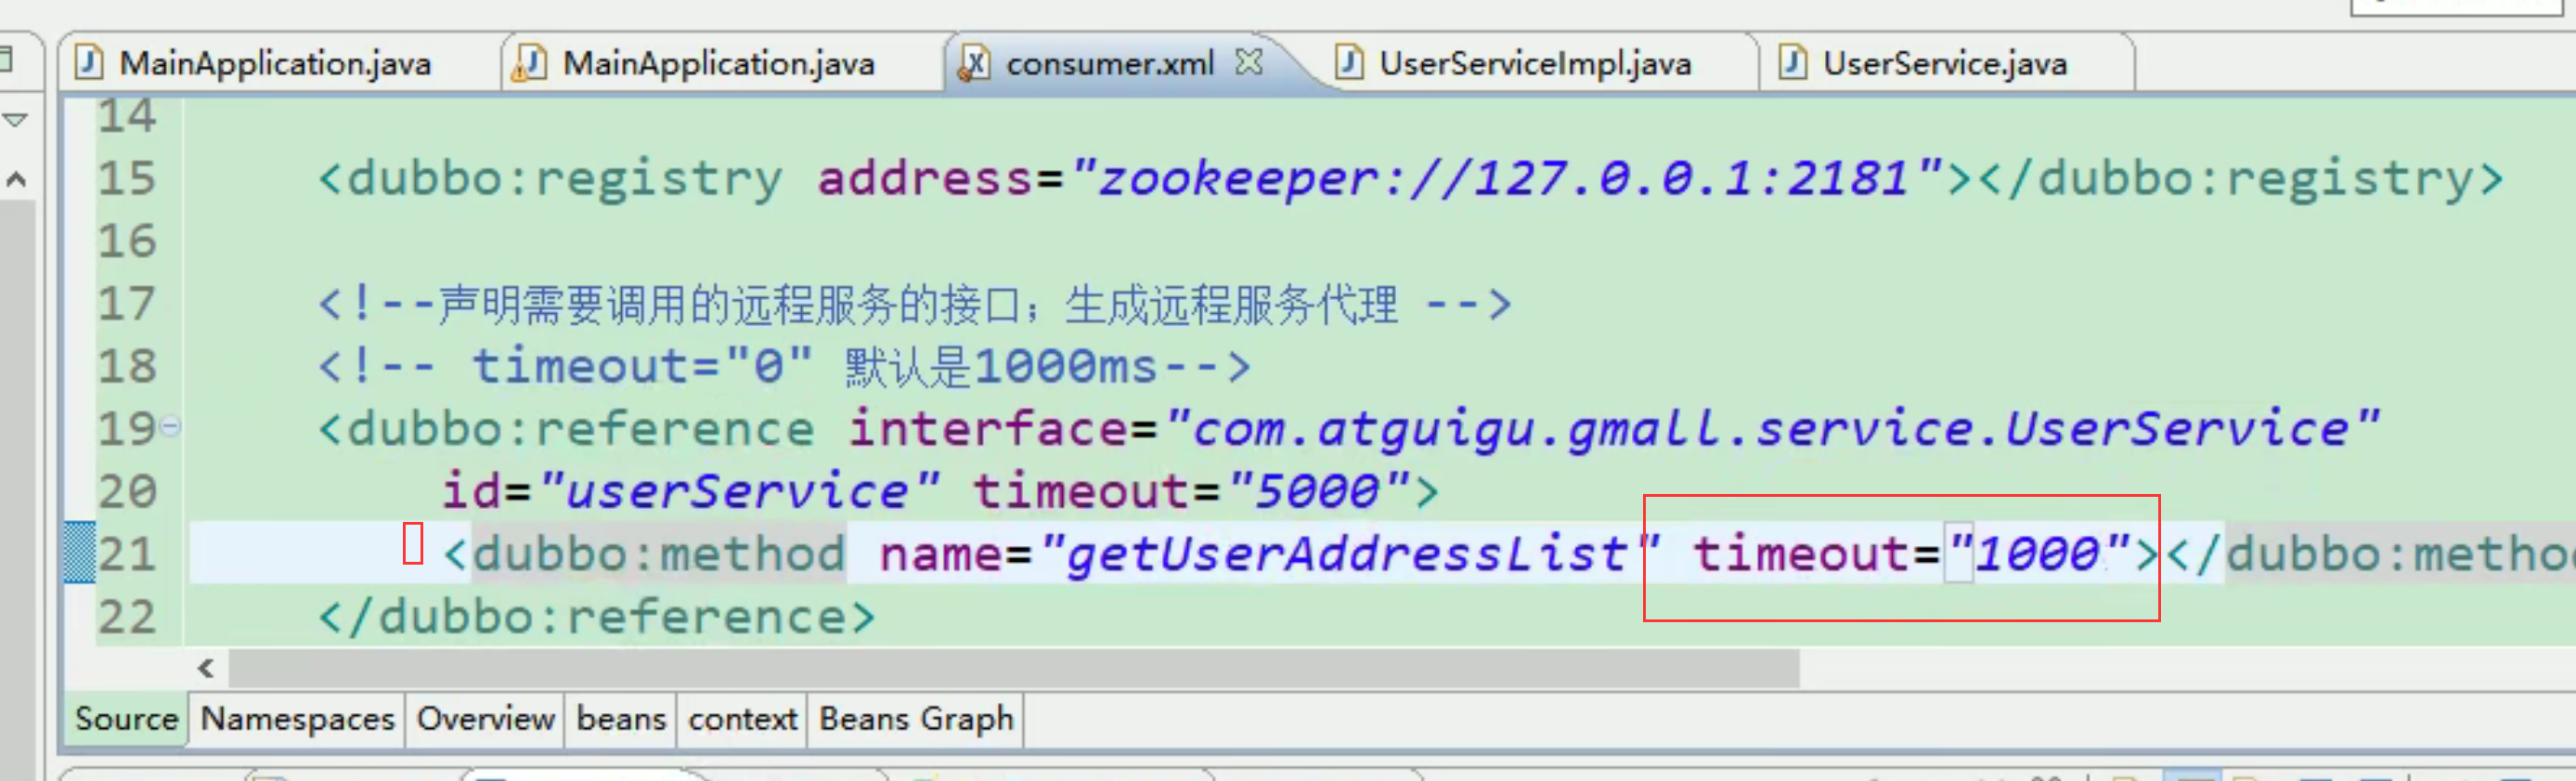 MainApplication.java MainApplication.java consumer.xml UserServiceImpl.java UserService.java
14
15 <dubbo:registry address="zookeeper://127.0.0.1:2181"></dubbo:registry>
16
17 <!--声明需要调用的远程服务的接口；生成远程服务代理 -->
18 <!-- timeout="0" 默认是1000ms-->
19 <dubbo:reference interface="com.atguigu.gmall.service.UserService"
20 id="userService" timeout="5000">
21 <dubbo:method name="getUserAddressList" timeout="1000"></dubbo:metho
22 </dubbo:reference>
Source Namespaces Overview beans context Beans Graph